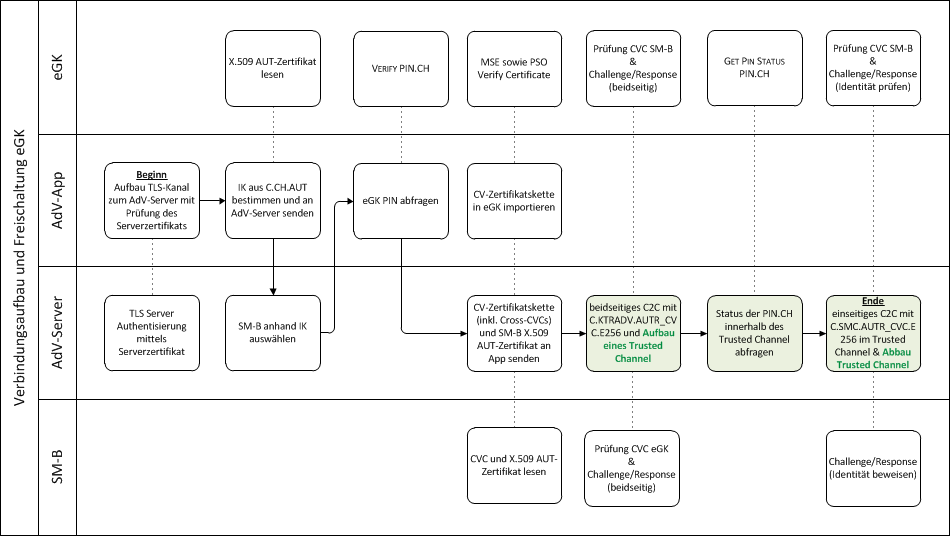 Verbindungsaufbau und Freischaltung eGK
eGK
X.509 AUT-Zertifikat
lesen
VERIFY PIN.CH
MSE sowie PSO
Verify Certificate
Prüfung CVC SM-B
&
Challenge/Response
(beidseitig)
GET PIN STATUS
PIN.CH
Prüfung CVC SM-B
&
Challenge/Response
(Identität prüfen)
AdV-App
Beginn
Aufbau TLS-Kanal
zum AdV-Server mit
Prüfung des
Serverzertifikats
IK aus C.CH.AUT
bestimmen und an
AdV-Server senden
eGK PIN abfragen
CV-Zertifikatskette
in eGK importieren
AdV-Server
TLS Server
Authentisierung
mittels
Serverzertifikat
SM-B anhand IK
auswählen
CV-Zertifikatskette
(inkl. Cross-CVCs)
und SM-B X.509
AUT-Zertifikat an
App senden
beidseitiges C2C mit
C.KTRADV.AUTR_CV
C.E256 und Aufbau
eines Trusted
Channel
Status der PIN.CH
innerhalb des
Trusted Channel
abfragen
Ende
einseitiges C2C mit
C.SMC.AUTR_CVC.E
256 im Trusted
Channel & Abbau
Trusted Channel
SM-B
CVC und X.509 AUT-
Zertifikat lesen
Prüfung CVC eGK
&
Challenge/Response
(beidseitig)
Challenge/Response
(Identität beweisen)